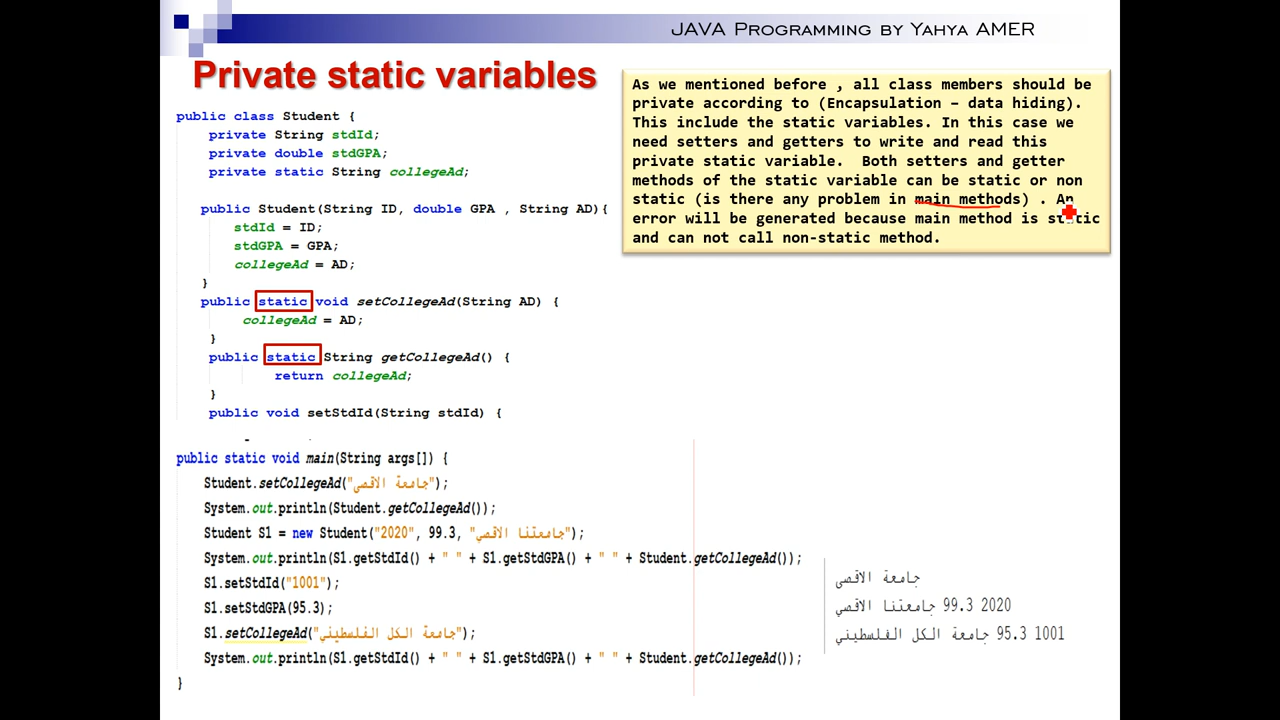 JAVA PROGRAMMING BY YAHYA AMER
Private static variables
As we mentioned before , all class members should be
private according to (Encapsulation – data hiding).
This include the static variables. In this case we
need setters and getters to write and read this
private static variable.  Both setters and getter
methods of the static variable can be static or non
static (is there any problem in main methods) . An
error will be generated because main method is static
and can not call non-static method.
public class Student {
private String stdId;
private double stdGPA;
private static String collegeAd;
public Student(String ID, double GPA , String AD){
stdId = ID;
stdGPA = GPA;
collegeAd = AD;
}
public static void setCollegeAd(String AD) {
collegeAd = AD;
}
public static String getCollegeAd() {
return collegeAd;
}
public void setStdId(String stdId) {
public static void main(String args[]) {
Student.setCollegeAd("جامعة الاقصى");
System.out.println(Student.getCollegeAd());
Student S1 = new Student("2020", 99.3, "جامعتنا الاقصي");
System.out.println(S1.getStdId() + " " + S1.getStdGPA() + " " + Student.getCollegeAd());
S1.setStdId("1001");
S1.setStdGPA(95.3);
S1.setCollegeAd("جامعة الكل الفلسطيني");
System.out.println(S1.getStdId() + " " + S1.getStdGPA() + " " + Student.getCollegeAd());
}
جامعة الاقصى
2020 99.3 جامعتنا الاقصي
1001 95.3 جامعة الكل الفلسطيني